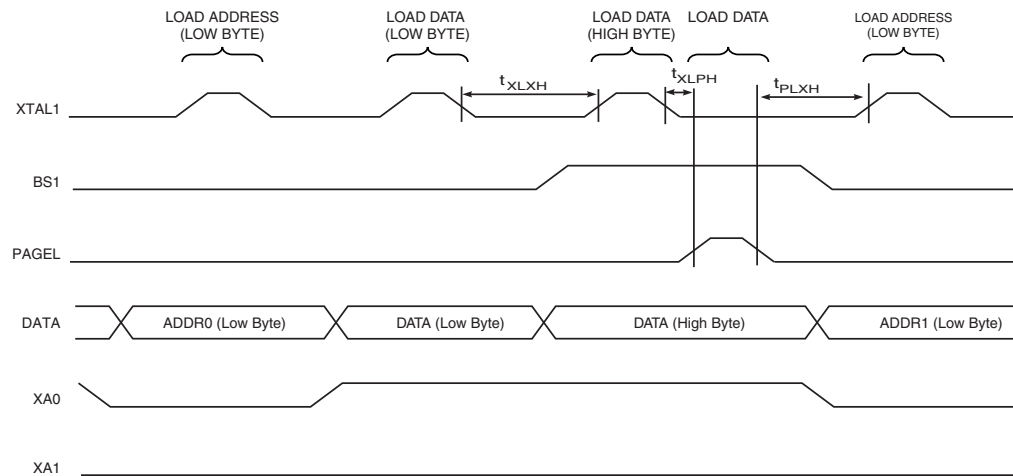 LOAD ADDRESS
(LOW BYTE)
LOAD DATA
(LOW BYTE)
LOAD DATA
(HIGH BYTE)
LOAD DATA
LOAD ADDRESS
(LOW BYTE)
tXLXH
tXLPH
tPLXH
XTAL1
BS1
PAGEL
DATA
ADDR0 (Low Byte)
DATA (Low Byte)
DATA (High Byte)
ADDR1 (Low Byte)
XA0
XA1